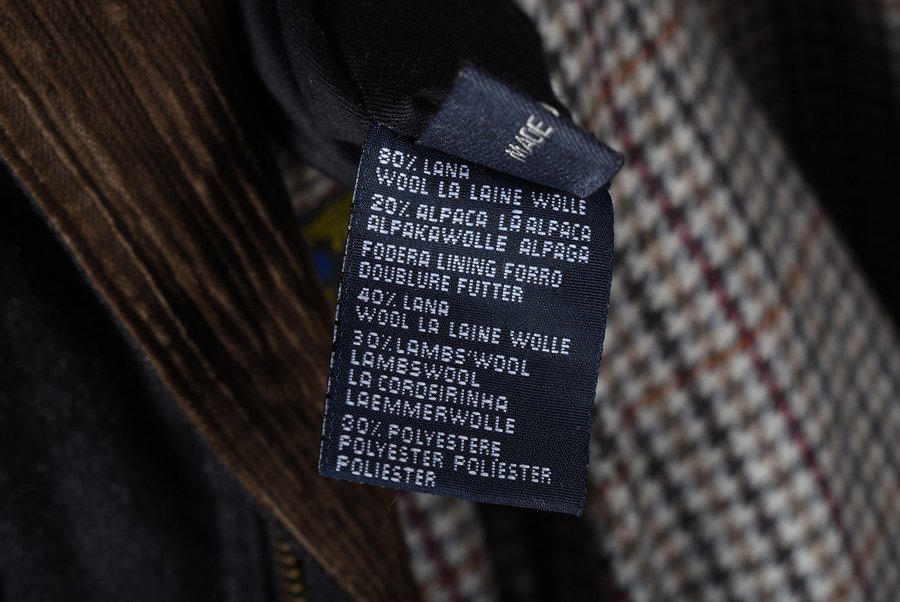 MADE
80% LANA
WOOL LA LAINE WOLLE
20% ALPACA LÃ ALPACA
ALPAKAWOLLE ALPAGA
FODERA LINING FORRO
DOUBLURE FUTTER
40% LANA
WOOL LA LAINE WOLLE
30% LAMBS'WOOL
LAMBSWOOL
LA CORDEIRINHA
LAEMMERWOLLE
30% POLYESTERE
POLYESTER POLIESTER
POLIESTER